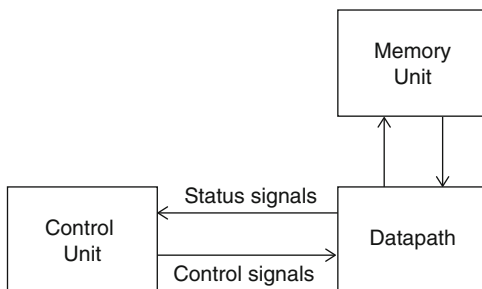 Memory
Unit
Status signals
Control
Unit
Datapath
Control signals